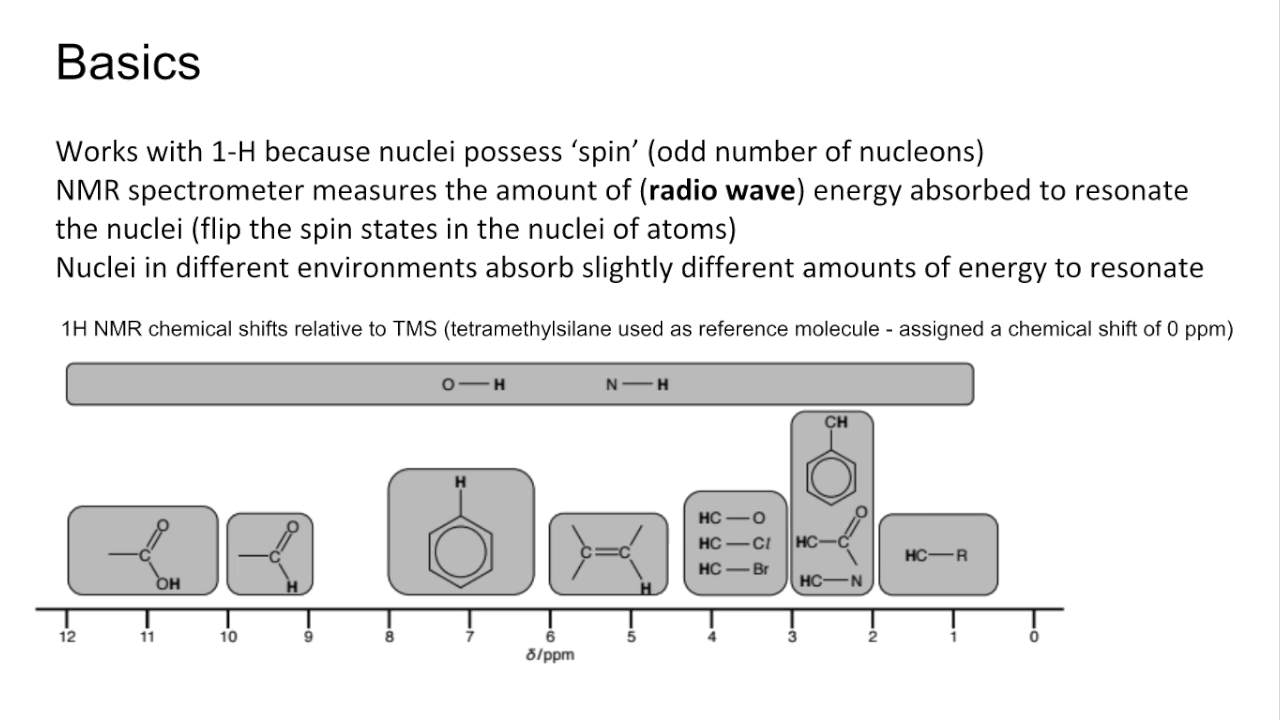 Basics
Works with 1-H because nuclei possess ‘spin’ (odd number of nucleons)
NMR spectrometer measures the amount of (radio wave) energy absorbed to resonate
the nuclei (flip the spin states in the nuclei of atoms)
Nuclei in different environments absorb slightly different amounts of energy to resonate
1H NMR chemical shifts relative to TMS (tetramethylsilane used as reference molecule - assigned a chemical shift of 0 ppm)
O—H N—H
CH
H
O O HC—O O
C C C=C HC—Cl HC—C HC—R
OH H H HC—Br HC—N
12 11 10 9 8 7 6 5 4 3 2 1 0
δ/ppm